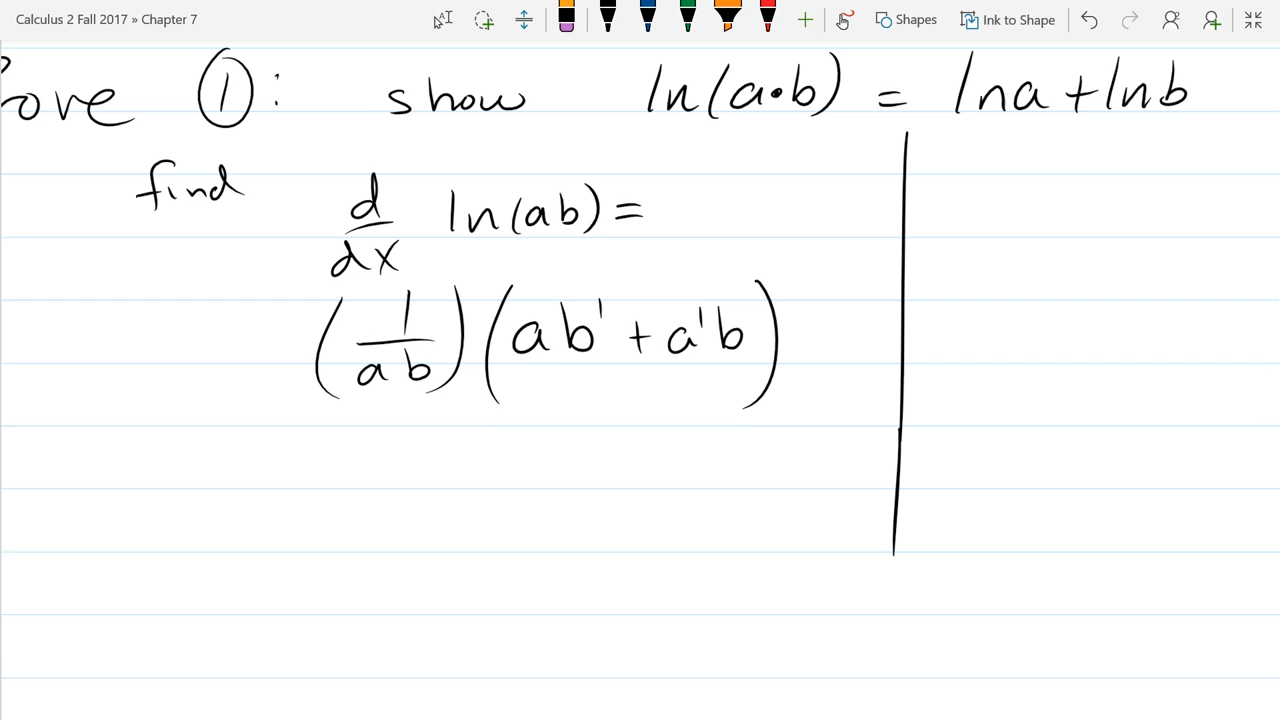 Calculus 2 Fall 2017 » Chapter 7
Shapes
Ink to Shape
rove ①: show ln(a·b) = lna + lnb
find d/dx ln(ab) =
(1/ab)(ab' + a'b)